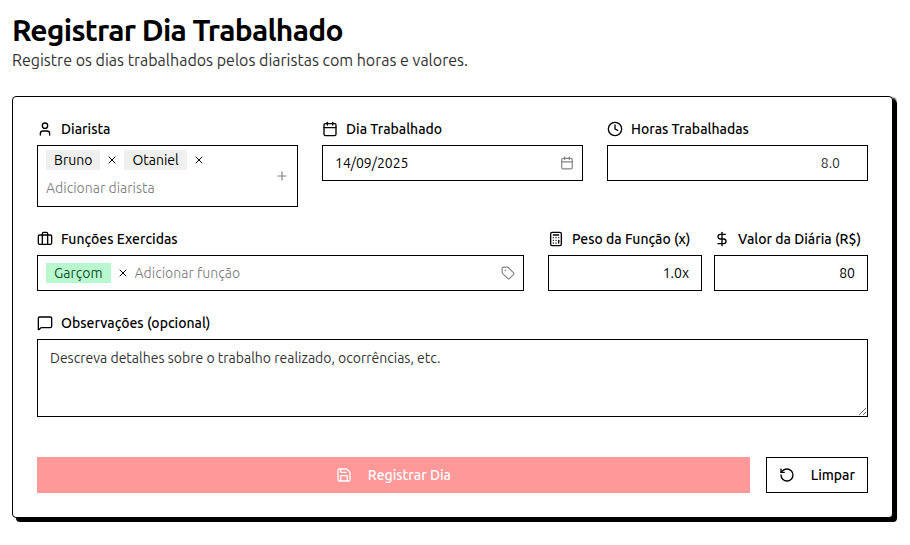 Registrar Dia Trabalhado
Registre os dias trabalhados pelos diaristas com horas e valores.
Diarista
Bruno × Otaniel ×
Adicionar diarista
Dia Trabalhado
14/09/2025
Horas Trabalhadas
8.0
Funções Exercidas
Garçom × Adicionar função
Peso da Função (x)
1.0x
Valor da Diária (R$)
80
Observações (opcional)
Descreva detalhes sobre o trabalho realizado, ocorrências, etc.
Registrar Dia
Limpar